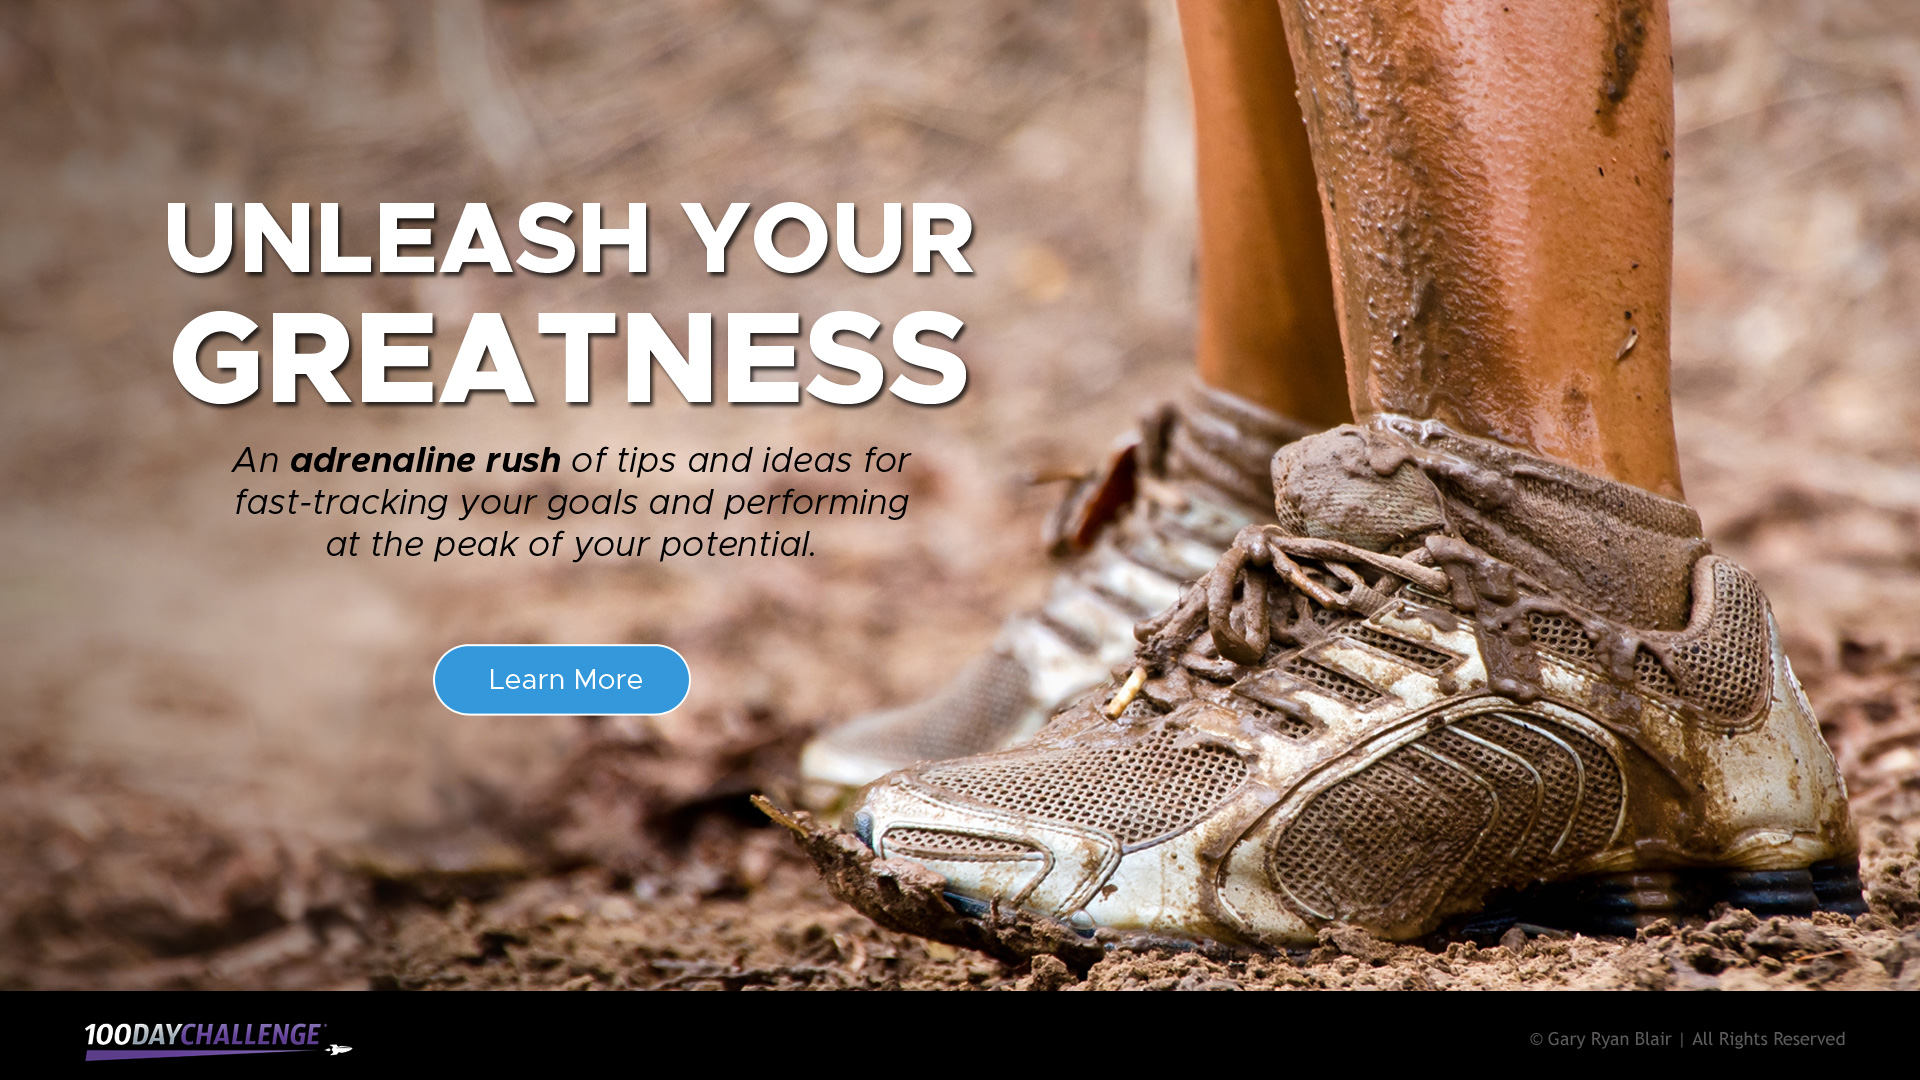 UNLEASH YOUR
GREATNESS
An adrenaline rush of tips and ideas for
fast-tracking your goals and performing
at the peak of your potential.
Learn More
100DAYCHALLENGE
© Gary Ryan Blair | All Rights Reserved